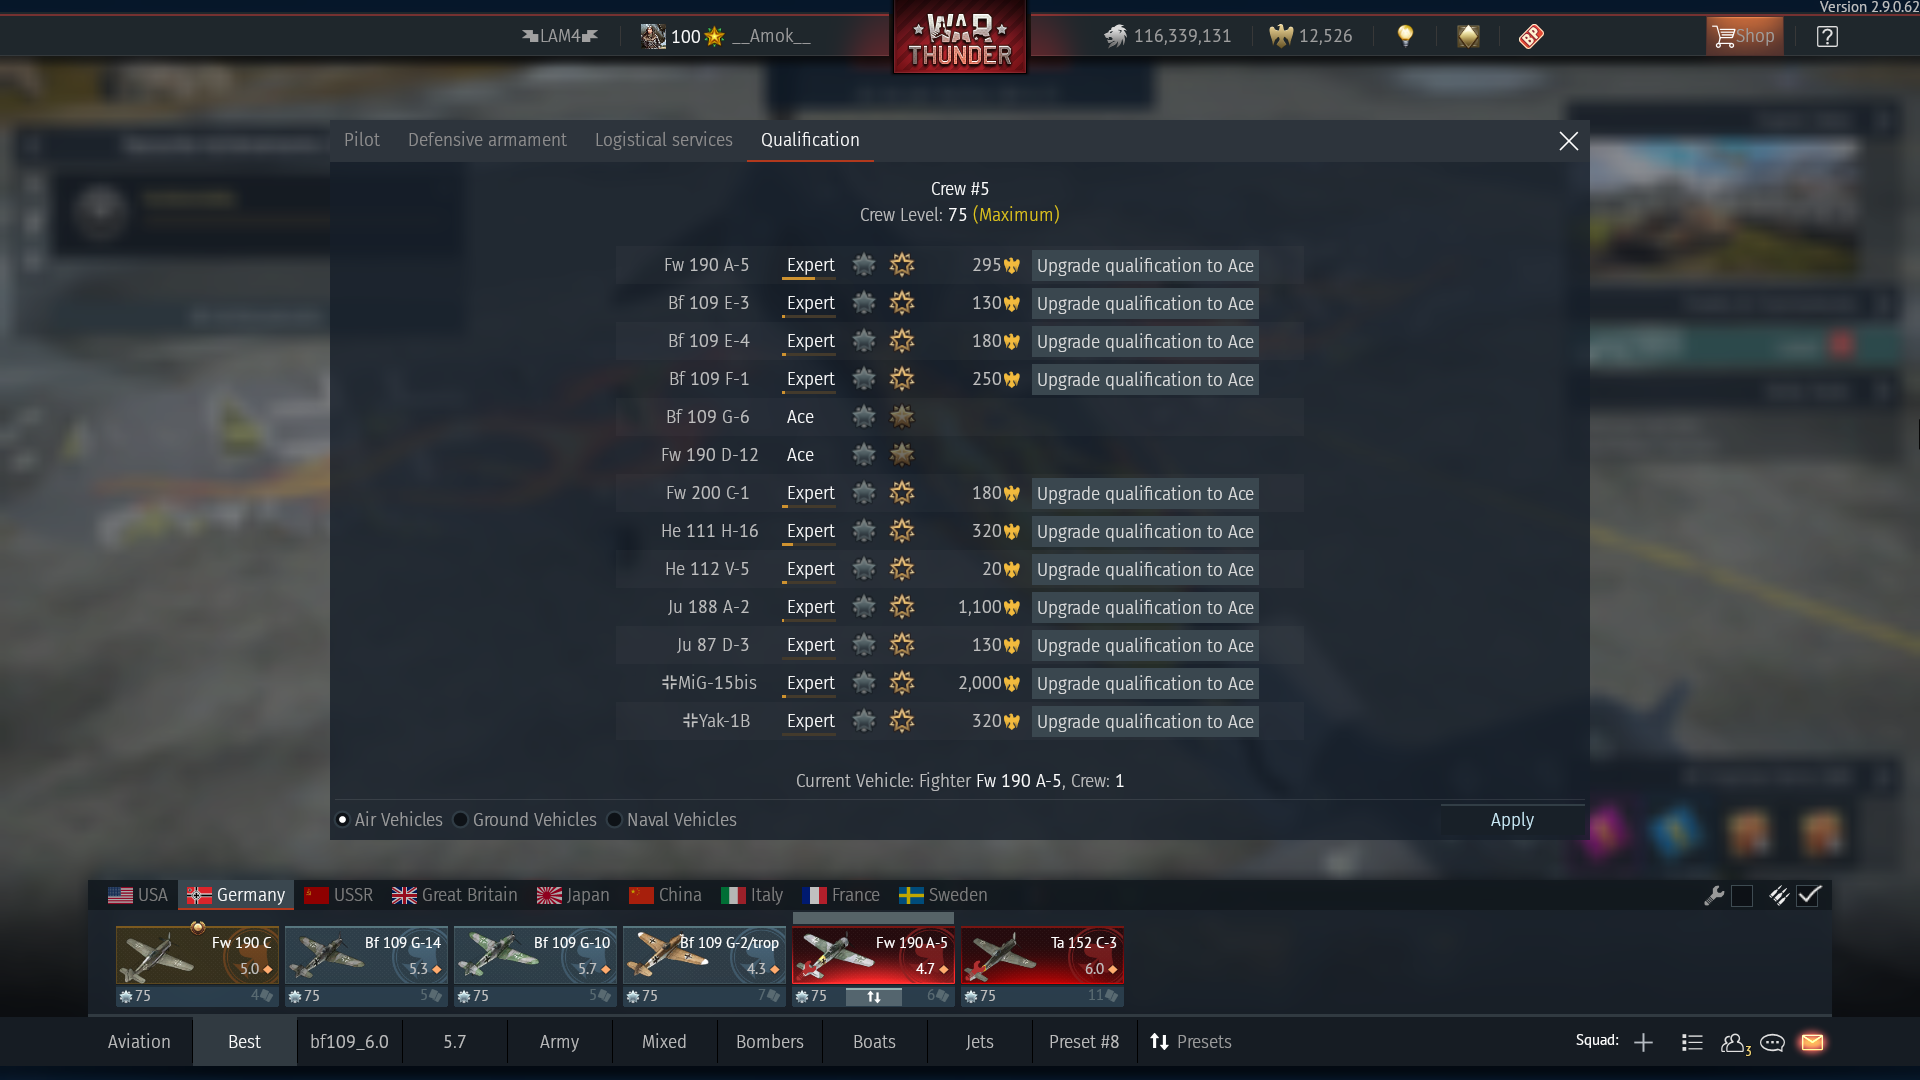 Version 2.9.0.62
LAM4
100 __Amok__
WAR
THUNDER
116,339,131
12,526
BP
Shop
?
Pilot Defensive armament Logistical services Qualification
Crew #5
Crew Level: 75 (Maximum)
Fw 190 A-5 Expert 295 Upgrade qualification to Ace
Bf 109 E-3 Expert 130 Upgrade qualification to Ace
Bf 109 E-4 Expert 180 Upgrade qualification to Ace
Bf 109 F-1 Expert 250 Upgrade qualification to Ace
Bf 109 G-6 Ace
Fw 190 D-12 Ace
Fw 200 C-1 Expert 180 Upgrade qualification to Ace
He 111 H-16 Expert 320 Upgrade qualification to Ace
He 112 V-5 Expert 20 Upgrade qualification to Ace
Ju 188 A-2 Expert 1,100 Upgrade qualification to Ace
Ju 87 D-3 Expert 130 Upgrade qualification to Ace
MiG-15bis Expert 2,000 Upgrade qualification to Ace
Yak-1B Expert 320 Upgrade qualification to Ace
Current Vehicle: Fighter Fw 190 A-5, Crew: 1
Air Vehicles Ground Vehicles Naval Vehicles Apply
USA Germany USSR Great Britain Japan China Italy France Sweden
Fw 190 C Bf 109 G-14 Bf 109 G-10 Bf 109 G-2/trop Fw 190 A-5 Ta 152 C-3
5.0 5.3 5.7 4.3 4.7 6.0
75 4 75 5 75 5 75 7 75 6 75 11
Aviation Best bf109_6.0 5.7 Army Mixed Bombers Boats Jets Preset #8 Presets Squad: 3